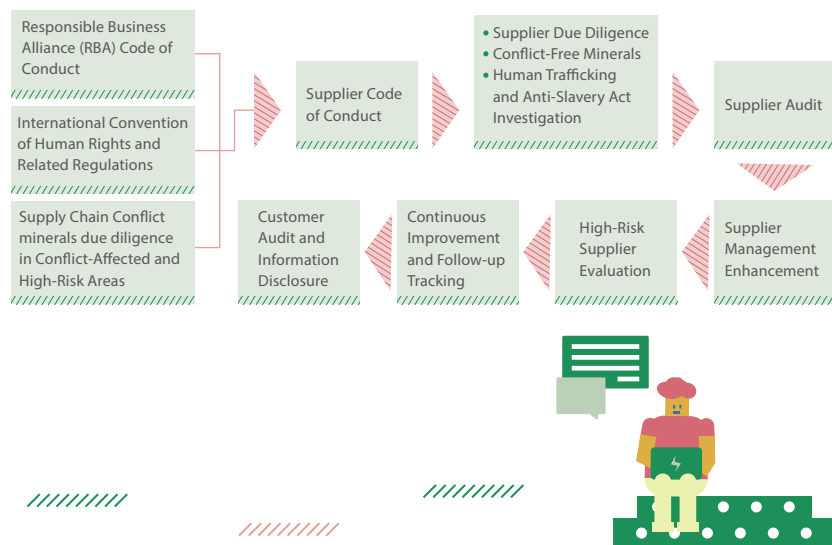 Responsible Business
Alliance (RBA) Code of
Conduct
International Convention
of Human Rights and
Related Regulations
Supply Chain Conflict
minerals due diligence
in Conflict-Affected and
High-Risk Areas
Supplier Code
of Conduct
• Supplier Due Diligence
• Conflict-Free Minerals
• Human Trafficking
and Anti-Slavery Act
Investigation
Supplier Audit
Supplier
Management
Enhancement
High-Risk
Supplier
Evaluation
Continuous
Improvement
and Follow-up
Tracking
Customer
Audit and
Information
Disclosure